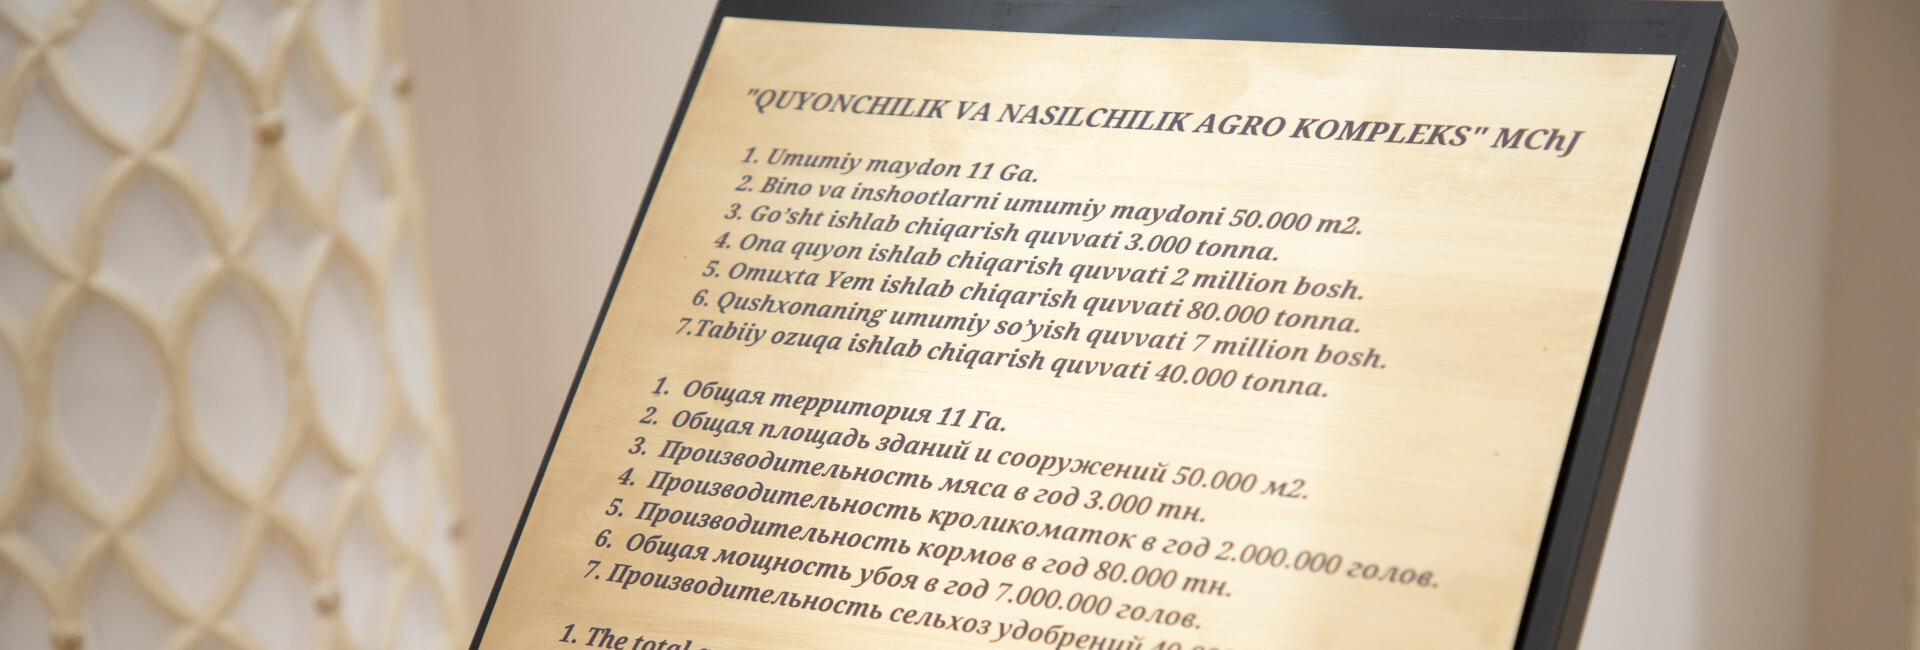 "QUYONCHILIK VA NASILCHILIK AGRO KOMPLEKS" MChJ
1. Umumiy maydon 11 Ga.
2. Bino va inshootlarni umumiy maydoni 50.000 m2.
3. Go’sht ishlab chiqarish quvvati 3.000 tonna.
4. Ona quyon ishlab chiqarish quvvati 2 million bosh.
5. Omuxta Yem ishlab chiqarish quvvati 80.000 tonna.
6. Qushxonaning umumiy so’yish quvvati 7 million bosh.
7.Tabiiy ozuqa ishlab chiqarish quvvati 40.000 tonna.
1. Общая территория 11 Га.
2. Общая площадь зданий и сооружений 50.000 м2.
3. Производительность мяса в год 3.000 тн.
4. Производительность кроликоматок в год 2.000.000 голов.
5. Производительность кормов в год 80.000 тн.
6. Общая мощность убоя в год 7.000.000 голов.
7. Производительность сельхоз удобрений
1. The total